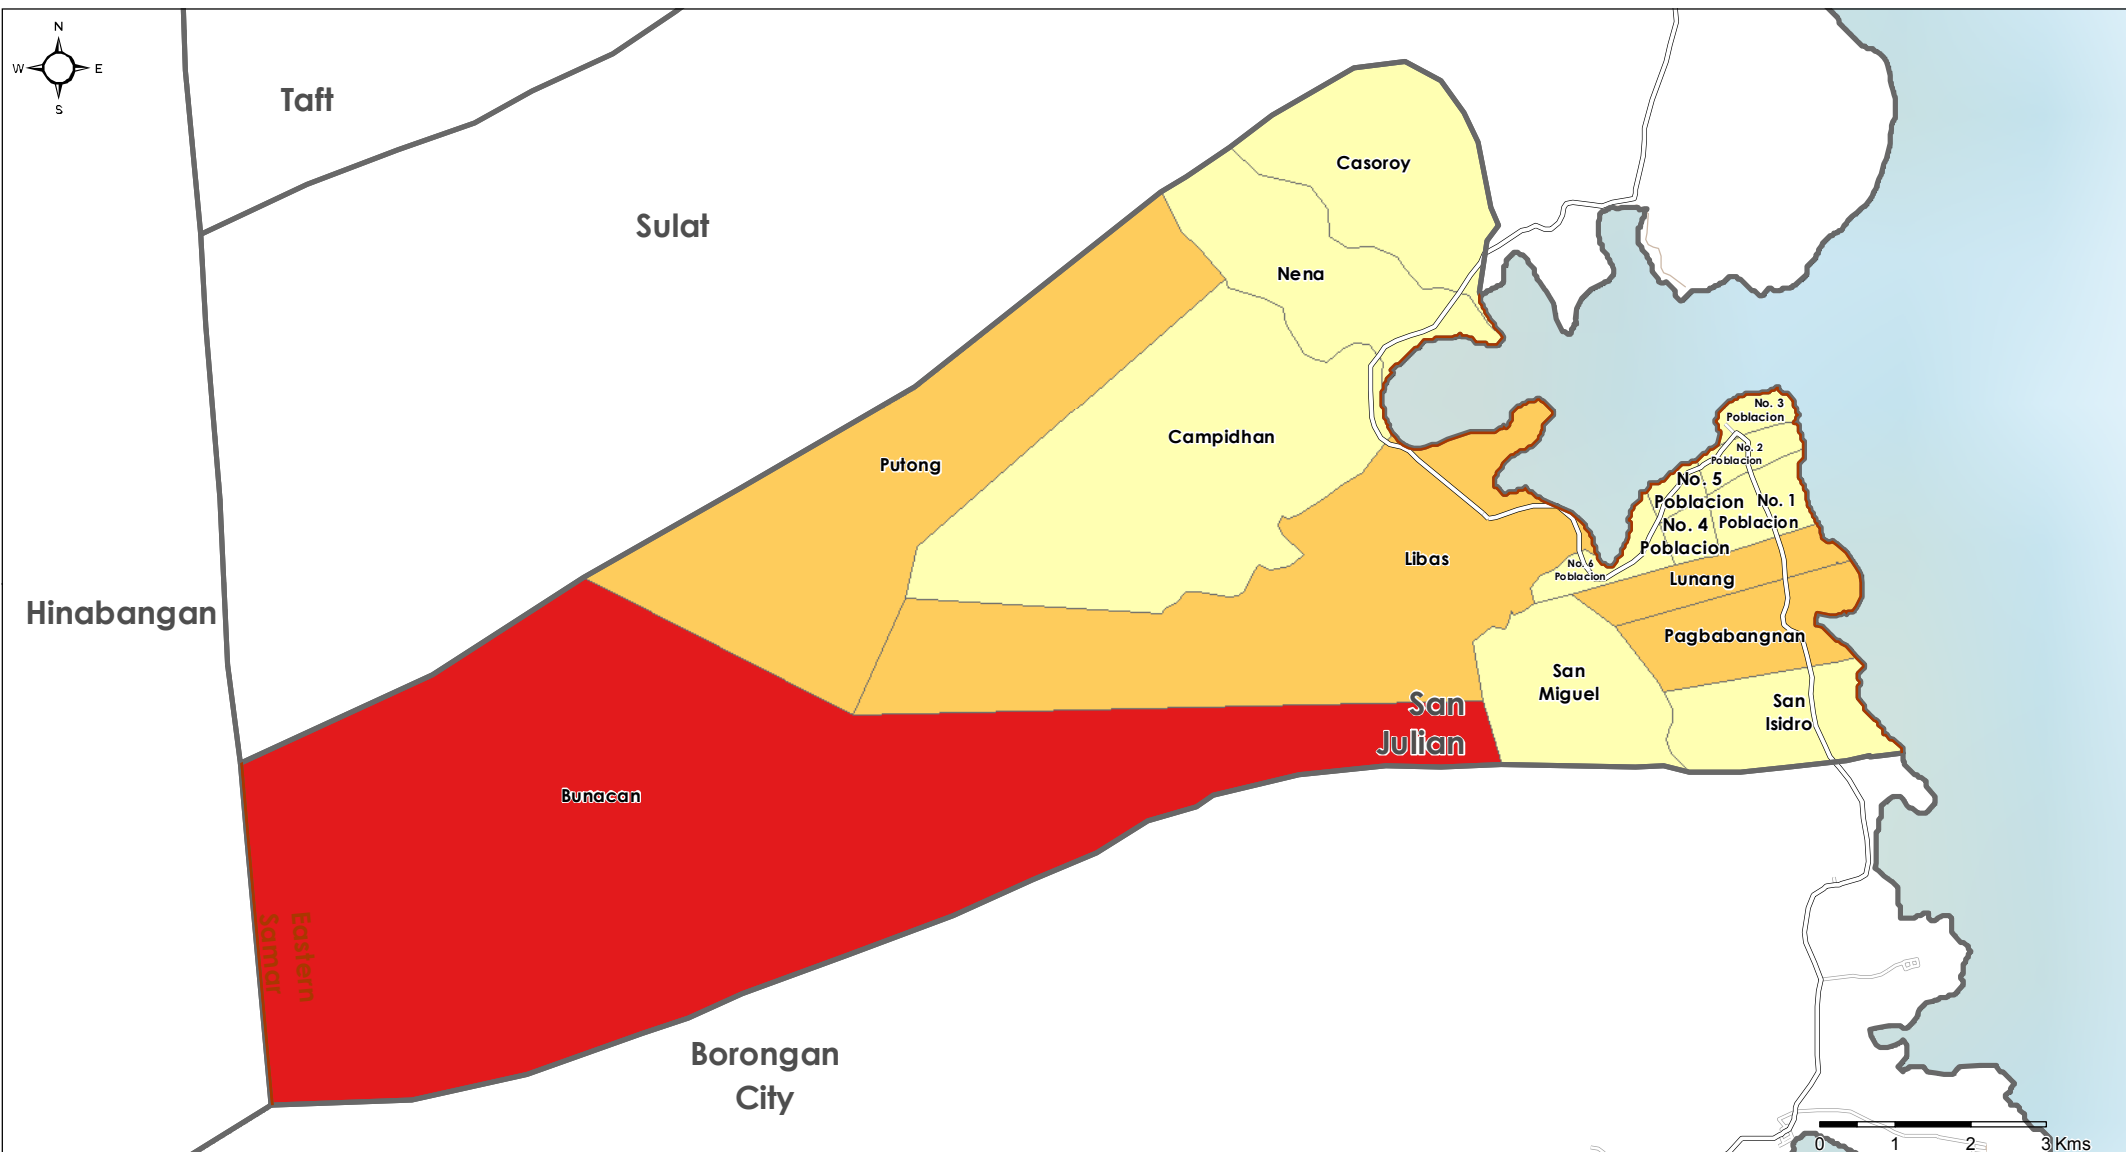 N
W E
S
Taft
Sulat
Hinabangan
Casoroy
Nena
Campidhan
Putong
Libas
Bunacan
San
Julian
No. 3
Poblacion
No. 2
Poblacion
No. 5
Poblacion
No. 1
Poblacion
No. 4
Poblacion
No. 6
Poblacion
Lunang
Pagbabangnan
San
Miguel
San
Isidro
Eastern
Samar
Borongan
City
0 1 2 3 Kms